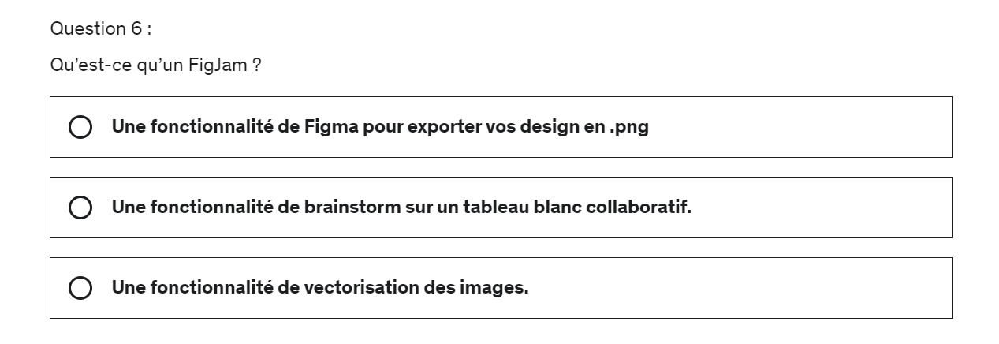 Question 6 :
Qu’est-ce qu’un FigJam ?
Une fonctionnalité de Figma pour exporter vos design en .png
Une fonctionnalité de brainstorm sur un tableau blanc collaboratif.
Une fonctionnalité de vectorisation des images.